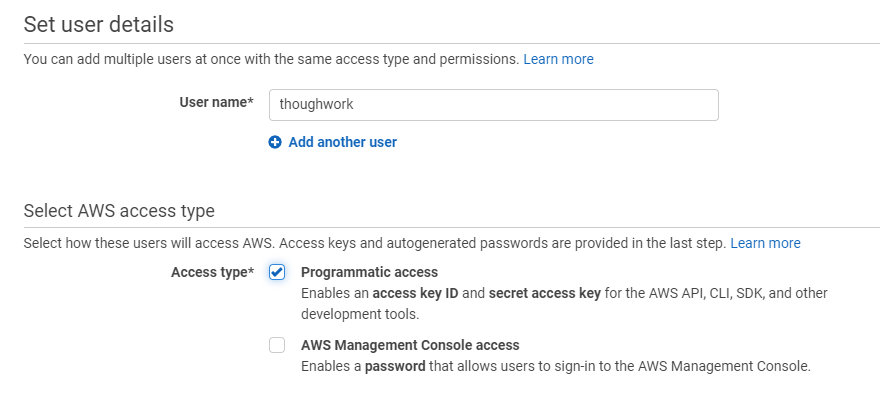 Set user details
You can add multiple users at once with the same access type and permissions. Learn more
User name* thoughwork
Add another user
Select AWS access type
Select how these users will access AWS. Access keys and autogenerated passwords are provided in the last step. Learn more
Access type* Programmatic access
Enables an access key ID and secret access key for the AWS API, CLI, SDK, and other
development tools.
AWS Management Console access
Enables a password that allows users to sign-in to the AWS Management Console.